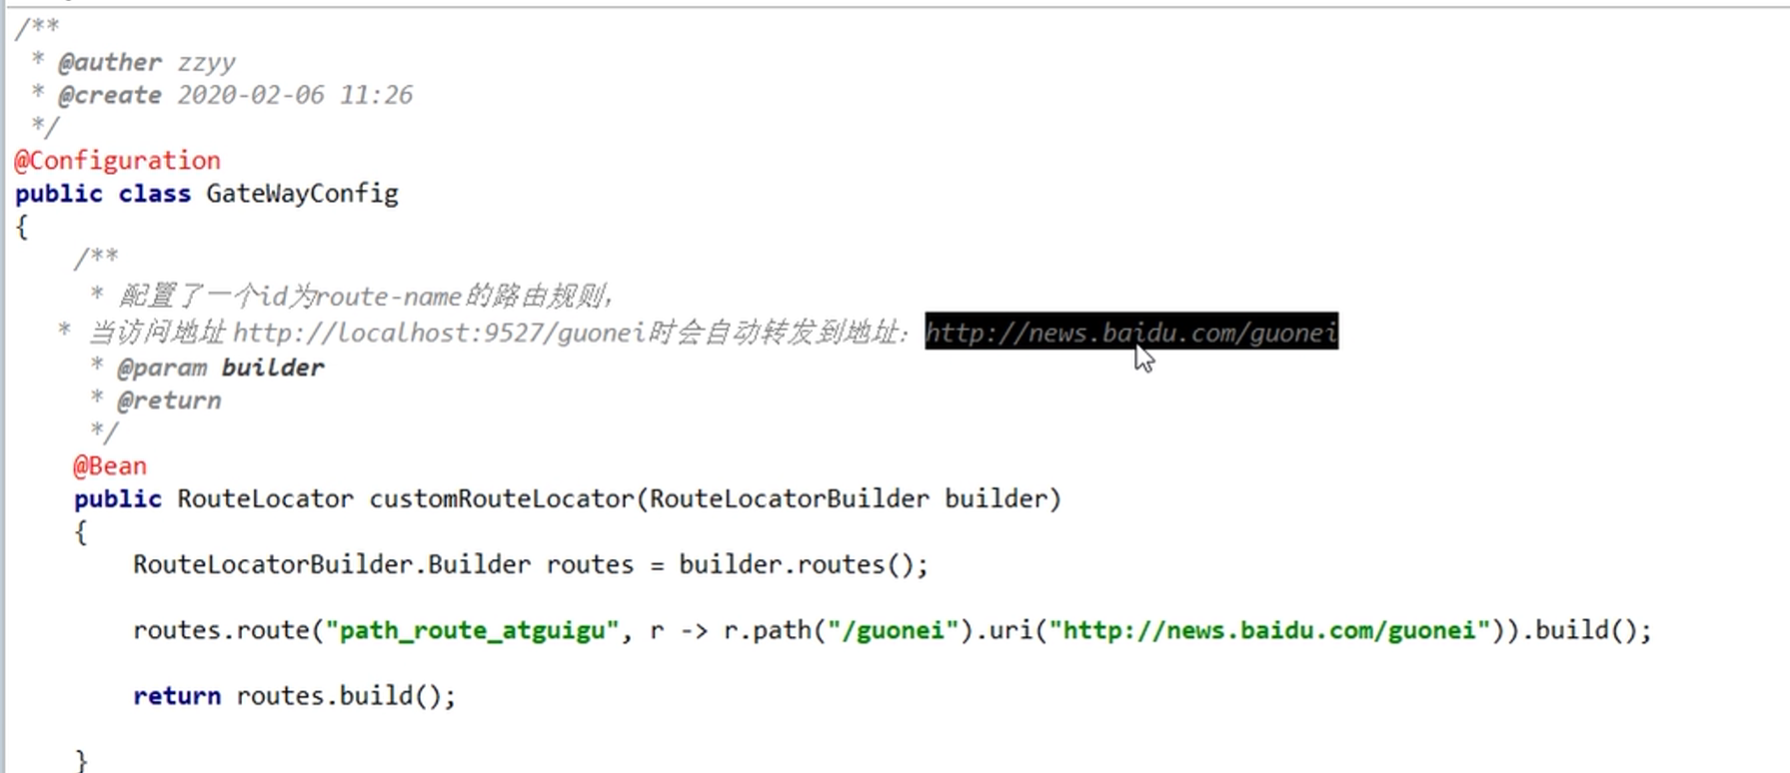 /**
* @auther zzyy
* @create 2020-02-06 11:26
*/
@Configuration
public class GateWayConfig
{
/**
* 配置了一个id为route-name的路由规则，
* 当访问地址 http://localhost:9527/guonei时会自动转发到地址：http://news.baidu.com/guonei
* @param builder
* @return
*/
@Bean
public RouteLocator customRouteLocator(RouteLocatorBuilder builder)
{
RouteLocatorBuilder.Builder routes = builder.routes();
routes.route("path_route_atguigu", r -> r.path("/guonei").uri("http://news.baidu.com/guonei")).build();
return routes.build();
}